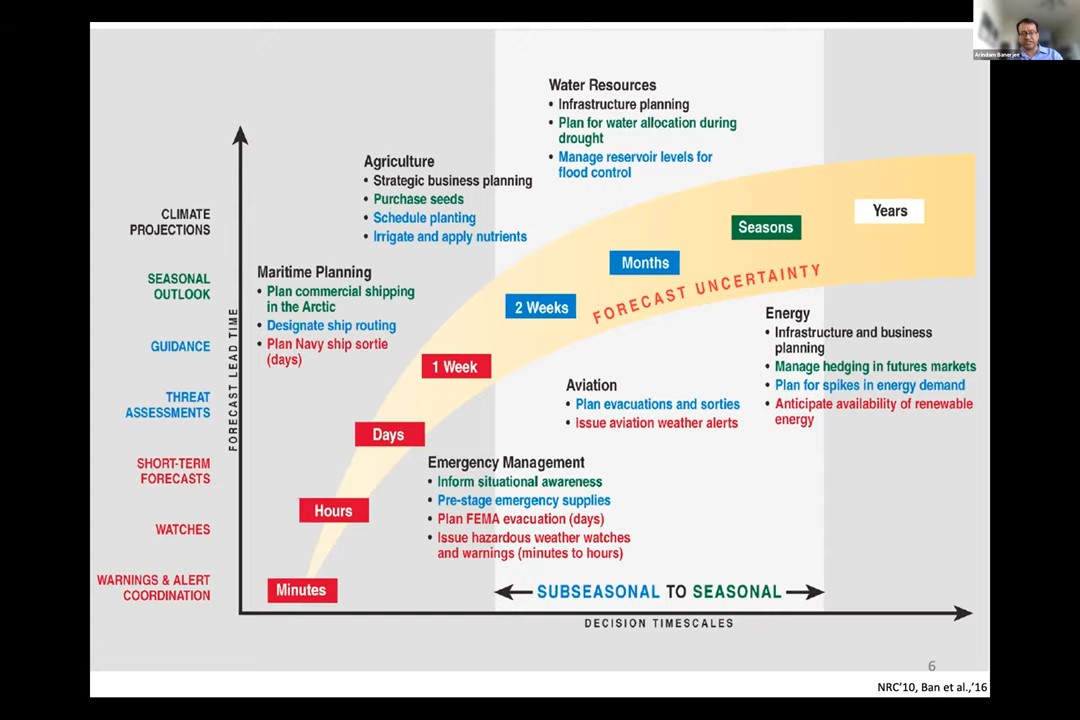 Arindam Banerjee
Water Resources
• Infrastructure planning
• Plan for water allocation during
drought
• Manage reservoir levels for
flood control
Agriculture
• Strategic business planning
• Purchase seeds
• Schedule planting
• Irrigate and apply nutrients
Maritime Planning
• Plan commercial shipping
in the Arctic
• Designate ship routing
• Plan Navy ship sortie
(days)
CLIMATE
PROJECTIONS
SEASONAL
OUTLOOK
GUIDANCE
THREAT
ASSESSMENTS
SHORT-TERM
FORECASTS
WATCHES
WARNINGS & ALERT
COORDINATION
FORECAST LEAD TIME
Years
Seasons
Months
2 Weeks
1 Week
Days
Hours
Minutes
FORECAST UNCERTAINTY
Energy
• Infrastructure and business
planning
• Manage hedging in futures markets
• Plan for spikes in energy demand
• Anticipate availability of renewable
energy
Aviation
• Plan evacuations and sorties
• Issue aviation weather alerts
Emergency Management
• Inform situational awareness
• Pre-stage emergency supplies
• Plan FEMA evacuation (days)
• Issue hazardous weather watches
and warnings (minutes to hours)
SUBSEASONAL TO SEASONAL
DECISION TIMESCALES
6
NRC'10, Ban et al.,'16